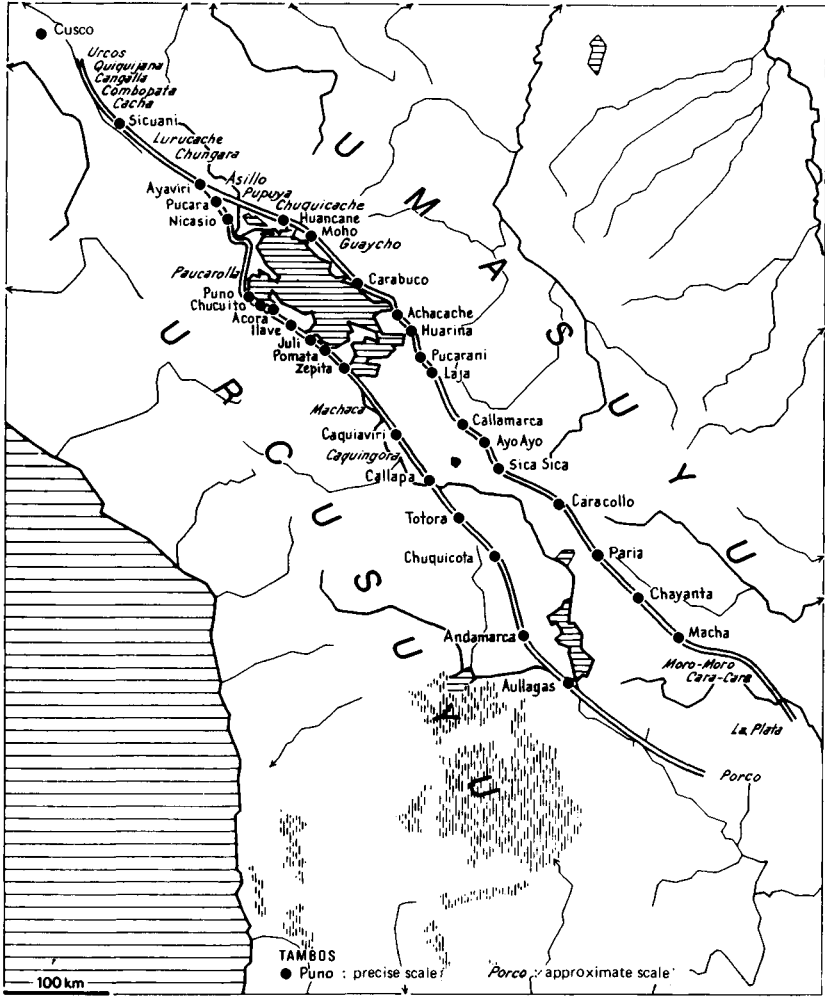 Cusco
Urcos
Quiquijana
Cangalla
Combopata
Cacha
Sicuani
Lurucache
Chungara
Asillo
Ayaviri
Pupuya
Pucara
Chuquicache
Nicasio
Huancane
Moho
Guaycho
Paucarolla
Carabuco
Puno
Chucuito
Acora
Achacache
Ilave
Huarina
Juli
Pomata
Pucarani
Zepita
Laja
Machaca
Callamarca
Caquiaviri
Ayo Ayo
Caquingora
Sica Sica
Callapa
Caracollo
Totora
Chuquicota
Paria
Chayanta
Andamarca
Macha
Moro-Moro
Cara-Cara
Aullagas
La Plata
Porco
UMASUYU
URCUSUYU
TAMBOS
Puno : precise scale
Porco : approximate scale
100 km